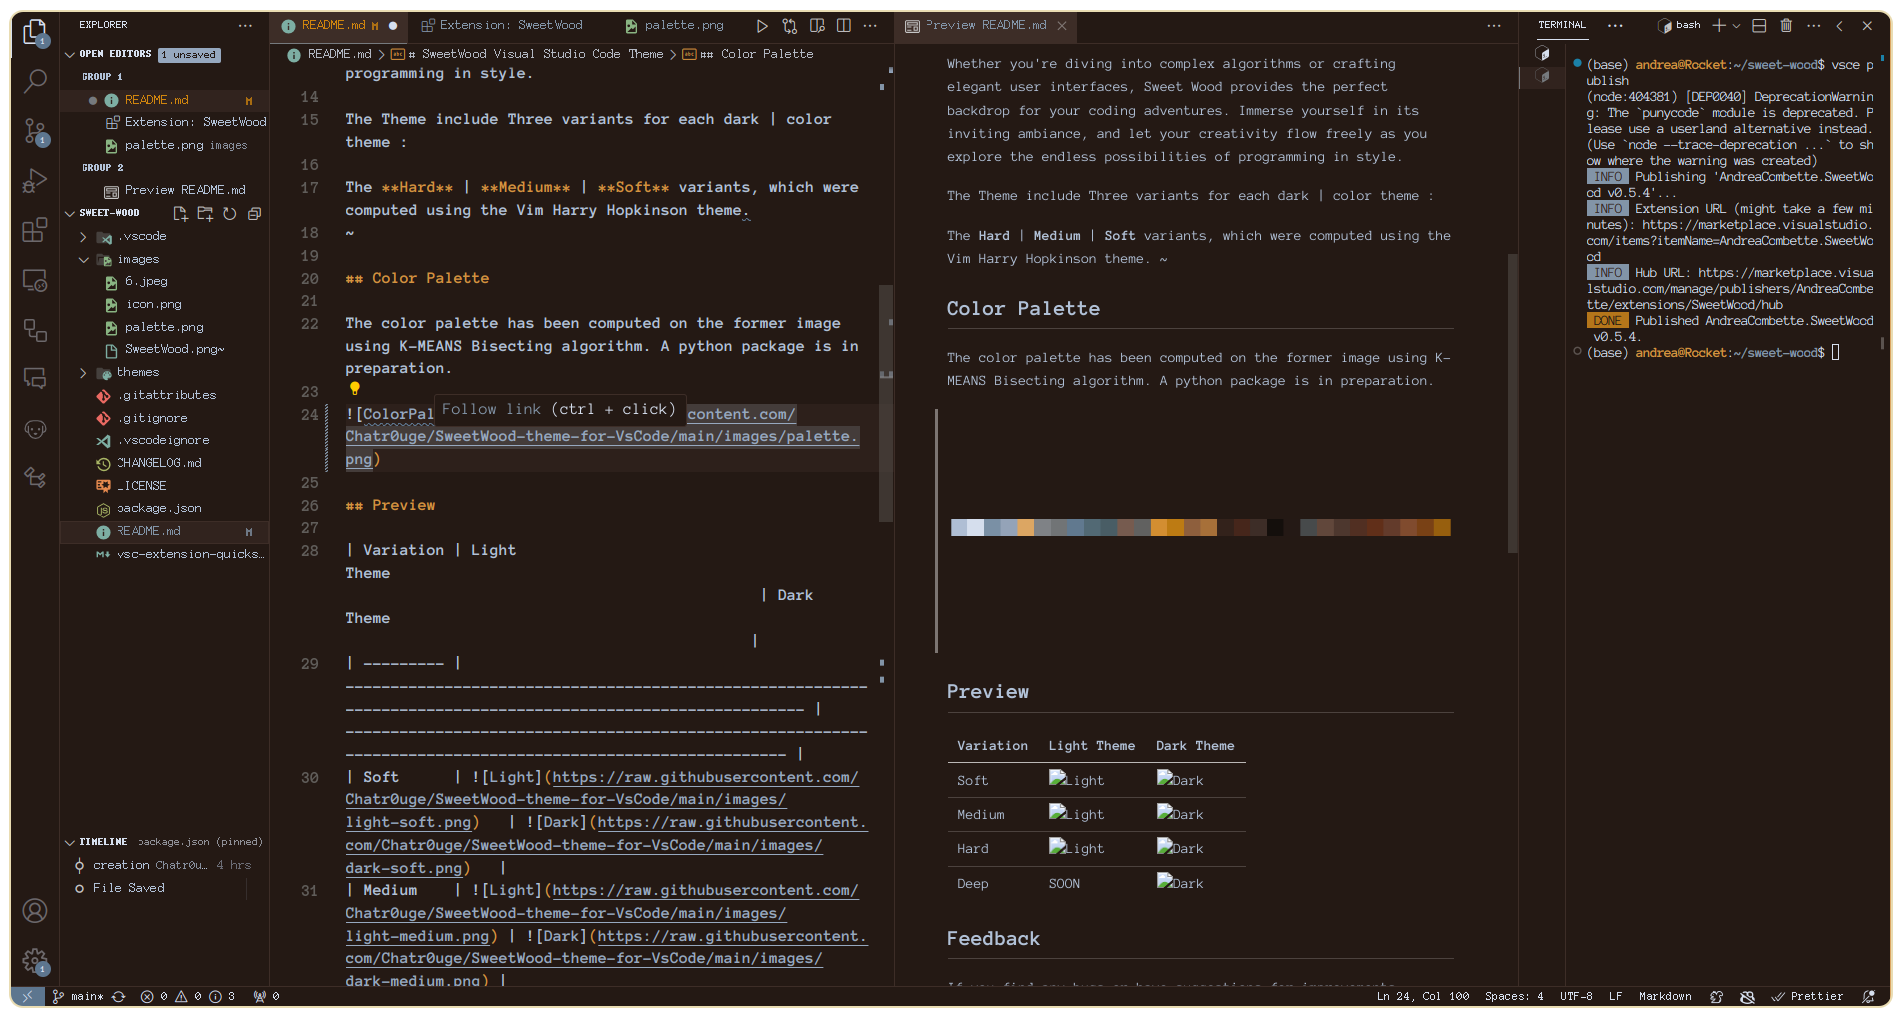 EXPLORER
OPEN EDITORS 1 unsaved
GROUP 1
README.md M
Extension: SweetWood
palette.png images
GROUP 2
Preview README.md
SWEET-WOOD
.vscode
images
6.jpeg
icon.png
palette.png
SweetWood.png~
themes
.gitattributes
.gitignore
.vscodeignore
CHANGELOG.md
LICENSE
package.json
README.md M
vsc-extension-quicks...
TIMELINE package.json (pinned)
creation Chatr0u... 4 hrs
File Saved
README.md M
Extension: SweetWood
palette.png
README.md > # SweetWood Visual Studio Code Theme > ## Color Palette
programming in style.
14
15 The Theme include Three variants for each dark | color
theme :
16
17 The **Hard** | **Medium** | **Soft** variants, which were
computed using the Vim Harry Hopkinson theme.
18 ~
19
20 ## Color Palette
21
22 The color palette has been computed on the former image
using K-MEANS Bisecting algorithm. A python package is in
preparation.
23
24 ![ColorPal Follow link (ctrl + click) content.com/
Chatr0uge/SweetWood-theme-for-VsCode/main/images/palette.
png)
25
26 ## Preview
27
28 | Variation | Light
Theme
| Dark
Theme
|
29 | --------- |
----------------------------------------------------------
--------------------------------------------------- |
----------------------------------------------------------
------------------------------------------------- |
30 | Soft | ![Light](https://raw.githubusercontent.com/
Chatr0uge/SweetWood-theme-for-VsCode/main/images/
light-soft.png) | ![Dark](https://raw.githubusercontent.
com/Chatr0uge/SweetWood-theme-for-VsCode/main/images/
dark-soft.png) |
31 | Medium | ![Light](https://raw.githubusercontent.com/
Chatr0uge/SweetWood-theme-for-VsCode/main/images/
light-medium.png) | ![Dark](https://raw.githubusercontent.
com/Chatr0uge/SweetWood-theme-for-VsCode/main/images/
dark-medium.png) |
Preview README.md
Whether you're diving into complex algorithms or crafting
elegant user interfaces, Sweet Wood provides the perfect
backdrop for your coding adventures. Immerse yourself in its
inviting ambiance, and let your creativity flow freely as you
explore the endless possibilities of programming in style.
The Theme include Three variants for each dark | color theme :
The Hard | Medium | Soft variants, which were computed using the
Vim Harry Hopkinson theme. ~
Color Palette
The color palette has been computed on the former image using K-
MEANS Bisecting algorithm. A python package is in preparation.
Preview
Variation Light Theme Dark Theme
Soft Light Dark
Medium Light Dark
Hard Light Dark
Deep SOON Dark
Feedback
TERMINAL
bash
(base) andrea@Rocket:~/sweet-wood$ vsce p
ublish
(node:404381) [DEP0040] DeprecationWarnin
g: The `punycode` module is deprecated. P
lease use a userland alternative instead.
(Use `node --trace-deprecation ...` to sh
ow where the warning was created)
INFO Publishing 'AndreaCombette.SweetWo
od v0.5.4'...
INFO Extension URL (might take a few mi
nutes): https://marketplace.visualstudio.
com/items?itemName=AndreaCombette.SweetWo
od
INFO Hub URL: https://marketplace.visua
lstudio.com/manage/publishers/AndreaCombe
tte/extensions/SweetWood/hub
DONE Published AndreaCombette.SweetWood
v0.5.4.
(base) andrea@Rocket:~/sweet-wood$
main* 0 0 3 0
Ln 24, Col 100 Spaces: 4 UTF-8 LF Markdown Prettier